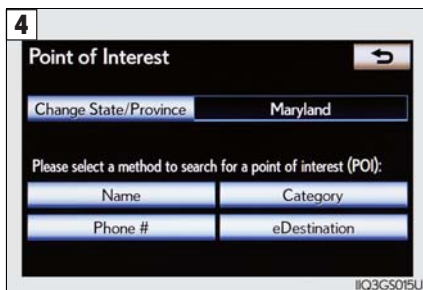 4
Point of Interest
Change State/Province Maryland
Please select a method to search for a point of interest (POI):
Name Category
Phone # eDestination
IIQ3GS015U